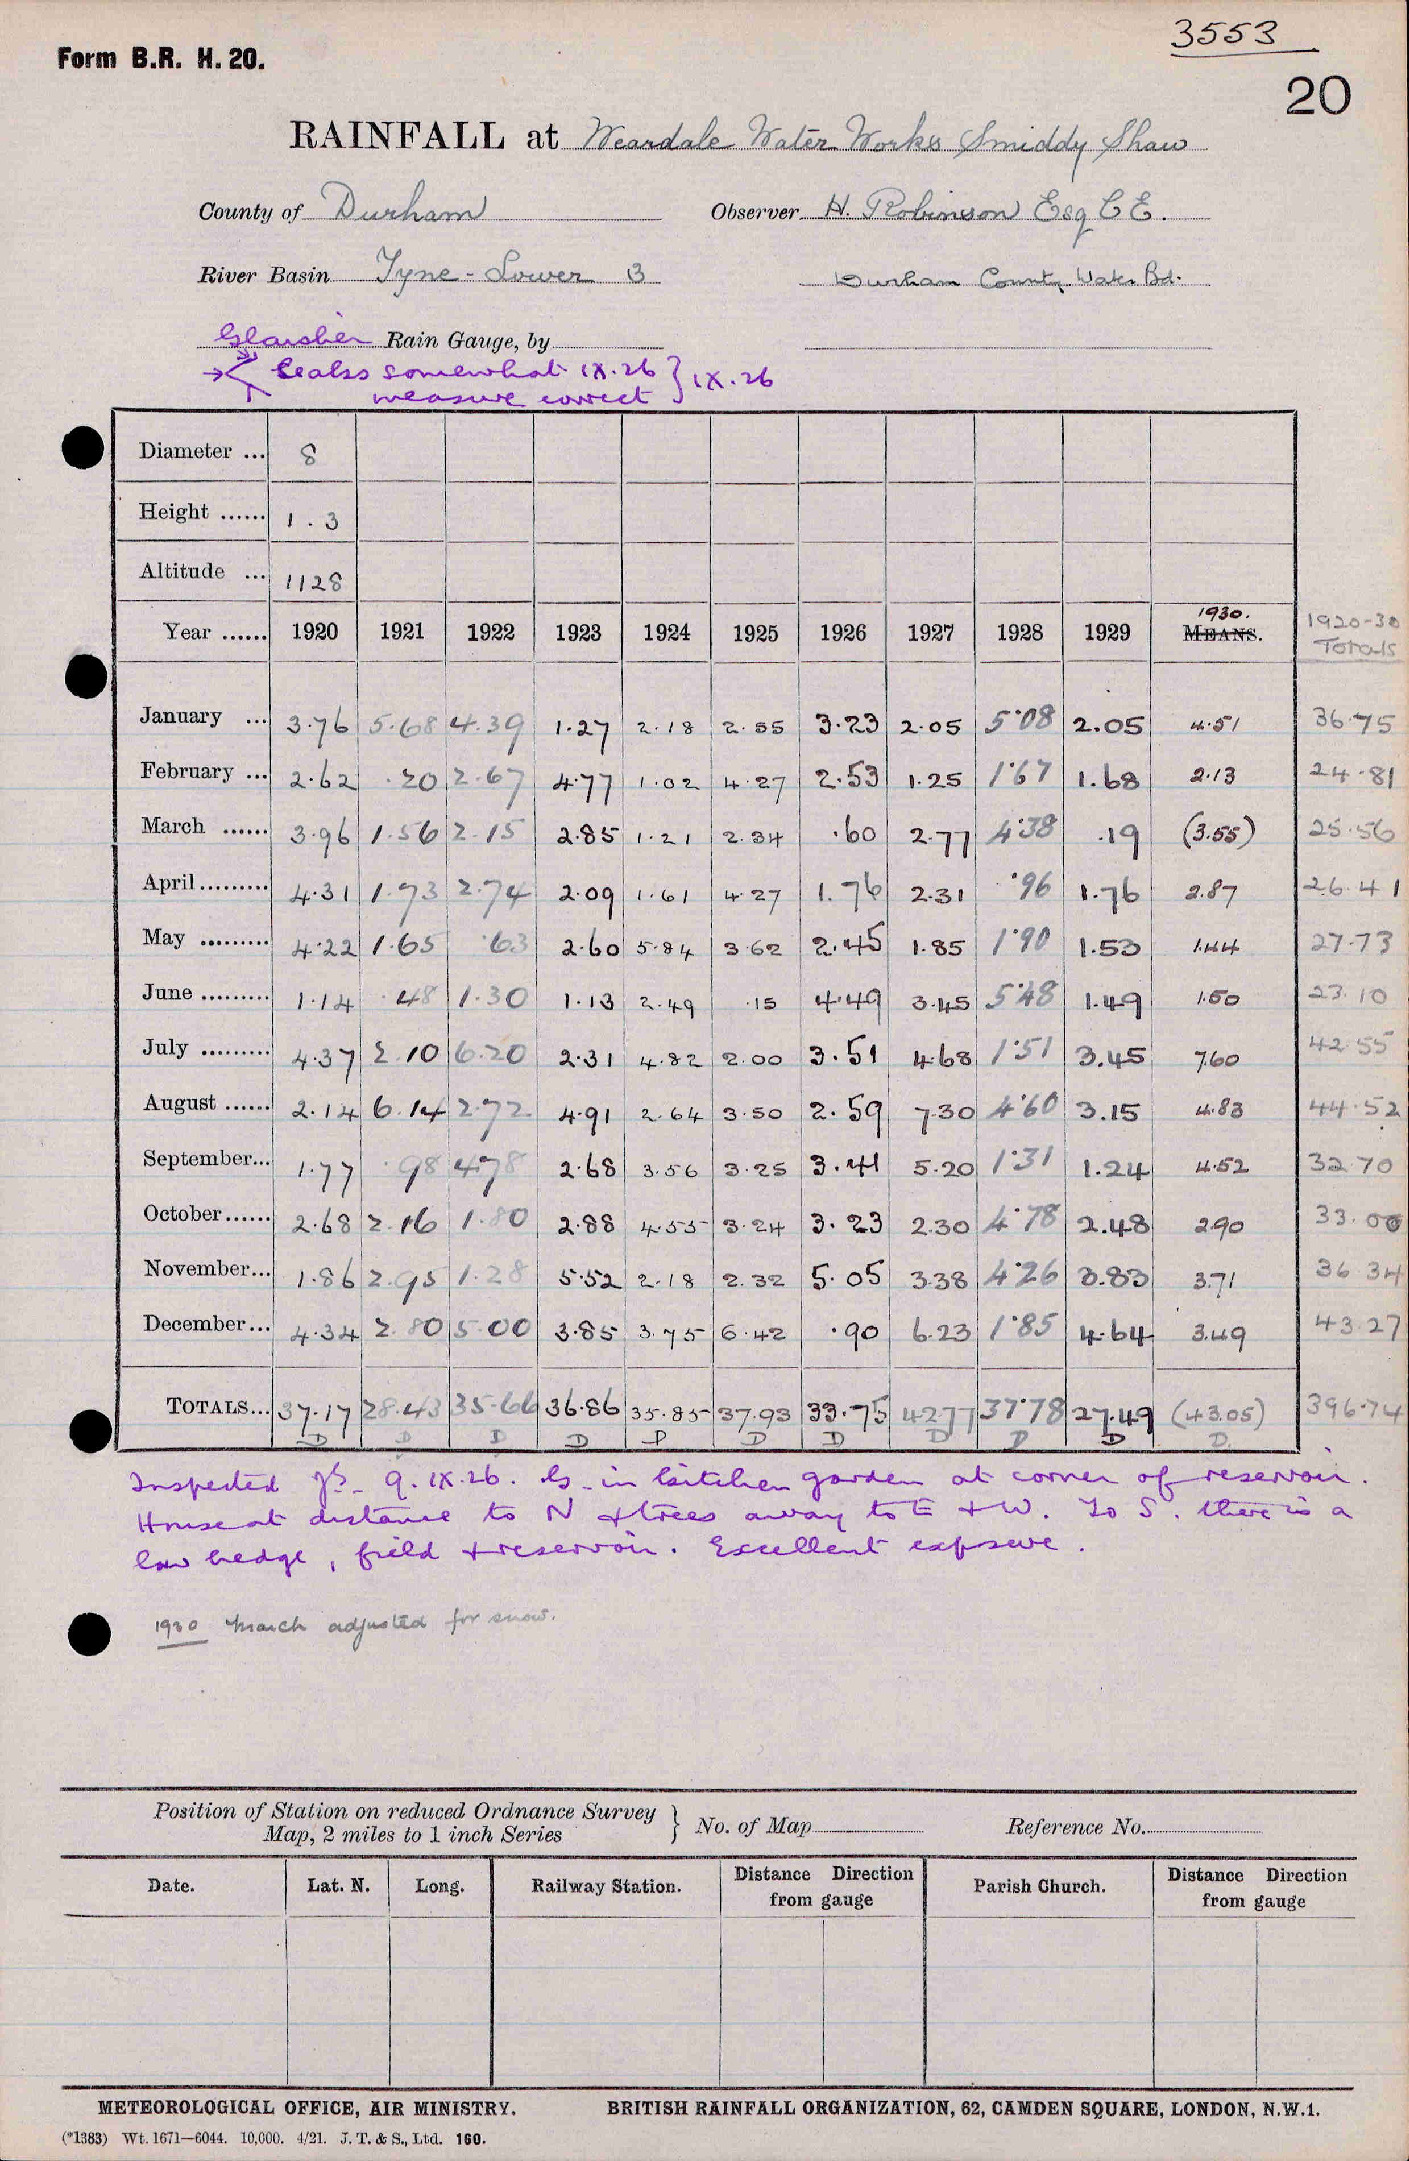 3553
Form B.R. H. 20.
20
RAINFALL at Weardale Water Works Smiddy Shaw
County of Durham Observer H. Robinson Esq C E.
River Basin Tyne - Lower B Durham County Water Bd.
Glaisher Rain Gauge, by
→ Leaks somewhat IX.26 } IX.26
measure correct
Diameter ... 8
Height ...... 1 . 3
Altitude ... 1128
Year ...... 1920 1921 1922 1923 1924 1925 1926 1927 1928 1929 1930. MEANS. 1920-30 Totals
January ... 3.76 5.68 4.39 1.27 2.18 2.55 3.23 2.05 5.08 2.05 4.51 36.75
February ... 2.62 .20 2.67 4.77 1.02 4.27 2.53 1.25 1.67 1.68 2.13 24.81
March ...... 3.96 1.56 2.15 2.85 1.21 2.34 .60 2.77 4.38 .19 (3.55) 25.56
April ......... 4.31 1.73 2.74 2.09 1.61 4.27 1.76 2.31 .96 1.76 2.87 26.41
May ......... 4.22 1.65 .63 2.60 5.84 3.62 2.45 1.85 1.90 1.53 1.44 27.73
June ......... 1.14 .48 1.30 1.13 2.49 .15 4.49 3.45 5.48 1.49 1.50 23.10
July ......... 4.37 2.10 6.20 2.31 4.82 2.00 3.51 4.68 1.51 3.45 7.60 42.55
August ...... 2.14 6.14 2.72 4.91 2.64 3.50 2.59 7.30 4.60 3.15 4.83 44.52
September... 1.77 .98 4.78 2.68 3.56 3.25 3.41 5.20 1.31 1.24 4.52 32.70
October...... 2.68 2.16 1.80 2.88 4.55 3.24 3.23 2.30 4.78 2.48 2.90 33.00
November... 1.86 2.95 1.28 5.52 2.18 2.32 5.05 3.38 4.26 3.83 3.71 36.34
December... 4.34 2.80 5.00 3.85 3.75 6.42 .90 6.23 1.85 4.64 3.49 43.27
TOTALS... 37.17 28.43 35.66 36.86 35.85 37.93 33.75 42.77 37.78 27.49 (43.05) 396.74
D D D D P D D D D D D
Inspected 9.IX.26. G. in kitchen garden at corner of reservoir.
House at distance to N & trees away to E & W. To S. there is a
low hedge, field & reservoir. Excellent exposure.
1930 March adjusted for snow.
Position of Station on reduced Ordnance Survey
Map, 2 miles to 1 inch Series } No. of Map Reference No.
Date. Lat. N. Long. Railway Station. Distance Direction from gauge Parish Church. Distance Direction from gauge
METEOROLOGICAL OFFICE, AIR MINISTRY. BRITISH RAINFALL ORGANIZATION, 62, CAMDEN SQUARE, LONDON, N.W.1.
(*1383) Wt. 1671—6044. 10,000. 4/21. J. T. & S., Ltd. 160.